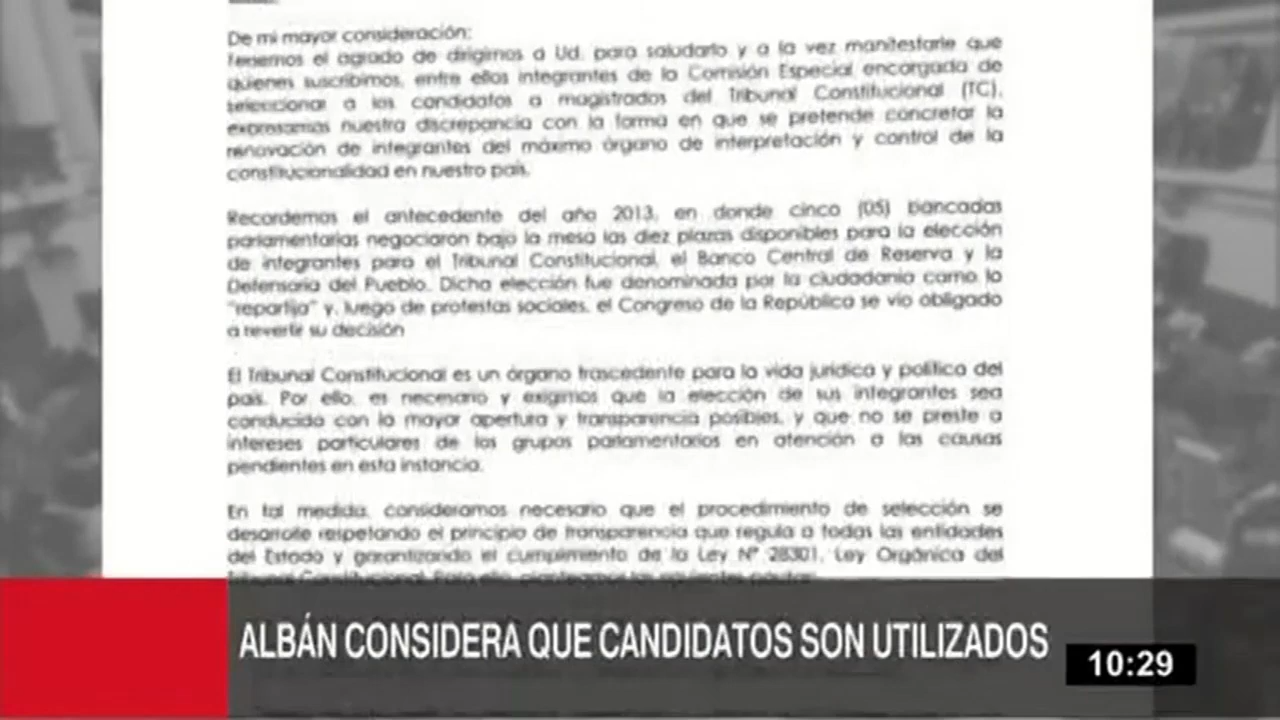 De mi mayor consideración:
Tenemos el agrado de dirigirnos a Ud. para saludarlo y a la vez manifestarle que
quienes suscribimos, entre ellos integrantes de la Comisión Especial encargada de
seleccionar a los candidatos a magistrados del Tribunal Constitucional (TC),
expresamos nuestra discrepancia con la forma en que se pretende concretar la
renovación de integrantes del máximo órgano de interpretación y control de la
constitucionalidad en nuestro país.
Recordemos el antecedente del año 2013, en donde cinco (05) bancadas
parlamentarias negociaron bajo la mesa las diez plazas disponibles para la elección
de integrantes para el Tribunal Constitucional, el Banco Central de Reserva y la
Defensoría del Pueblo. Dicha elección fue denominada por la ciudadanía como la
"repartija" y, luego de protestas sociales, el Congreso de la República se vio obligado
a revertir su decisión
El Tribunal Constitucional es un órgano trascedente para la vida jurídica y política del
país. Por ello, es necesario y exigimos que la elección de sus integrantes sea
conducida con la mayor apertura y transparencia posibles, y que no se preste a
intereses particulares de los grupos parlamentarios en atención a las causas
pendientes en esta instancia.
En tal medida, consideramos necesario que el procedimiento de selección se
desarrolle respetando el principio de transparencia que regula a todas las entidades
del Estado y garantizando el cumplimiento de la Ley Nº 28301, Ley Orgánica del
Tribunal Constitucional.
ALBÁN CONSIDERA QUE CANDIDATOS SON UTILIZADOS
10:29